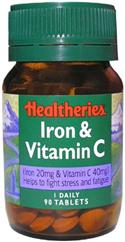 Healtheries
Iron &
Vitamin C
(Iron 20mg & Vitamin C 40mg)
Helps to fight stress and fatigue
1 DAILY
90 TABLETS